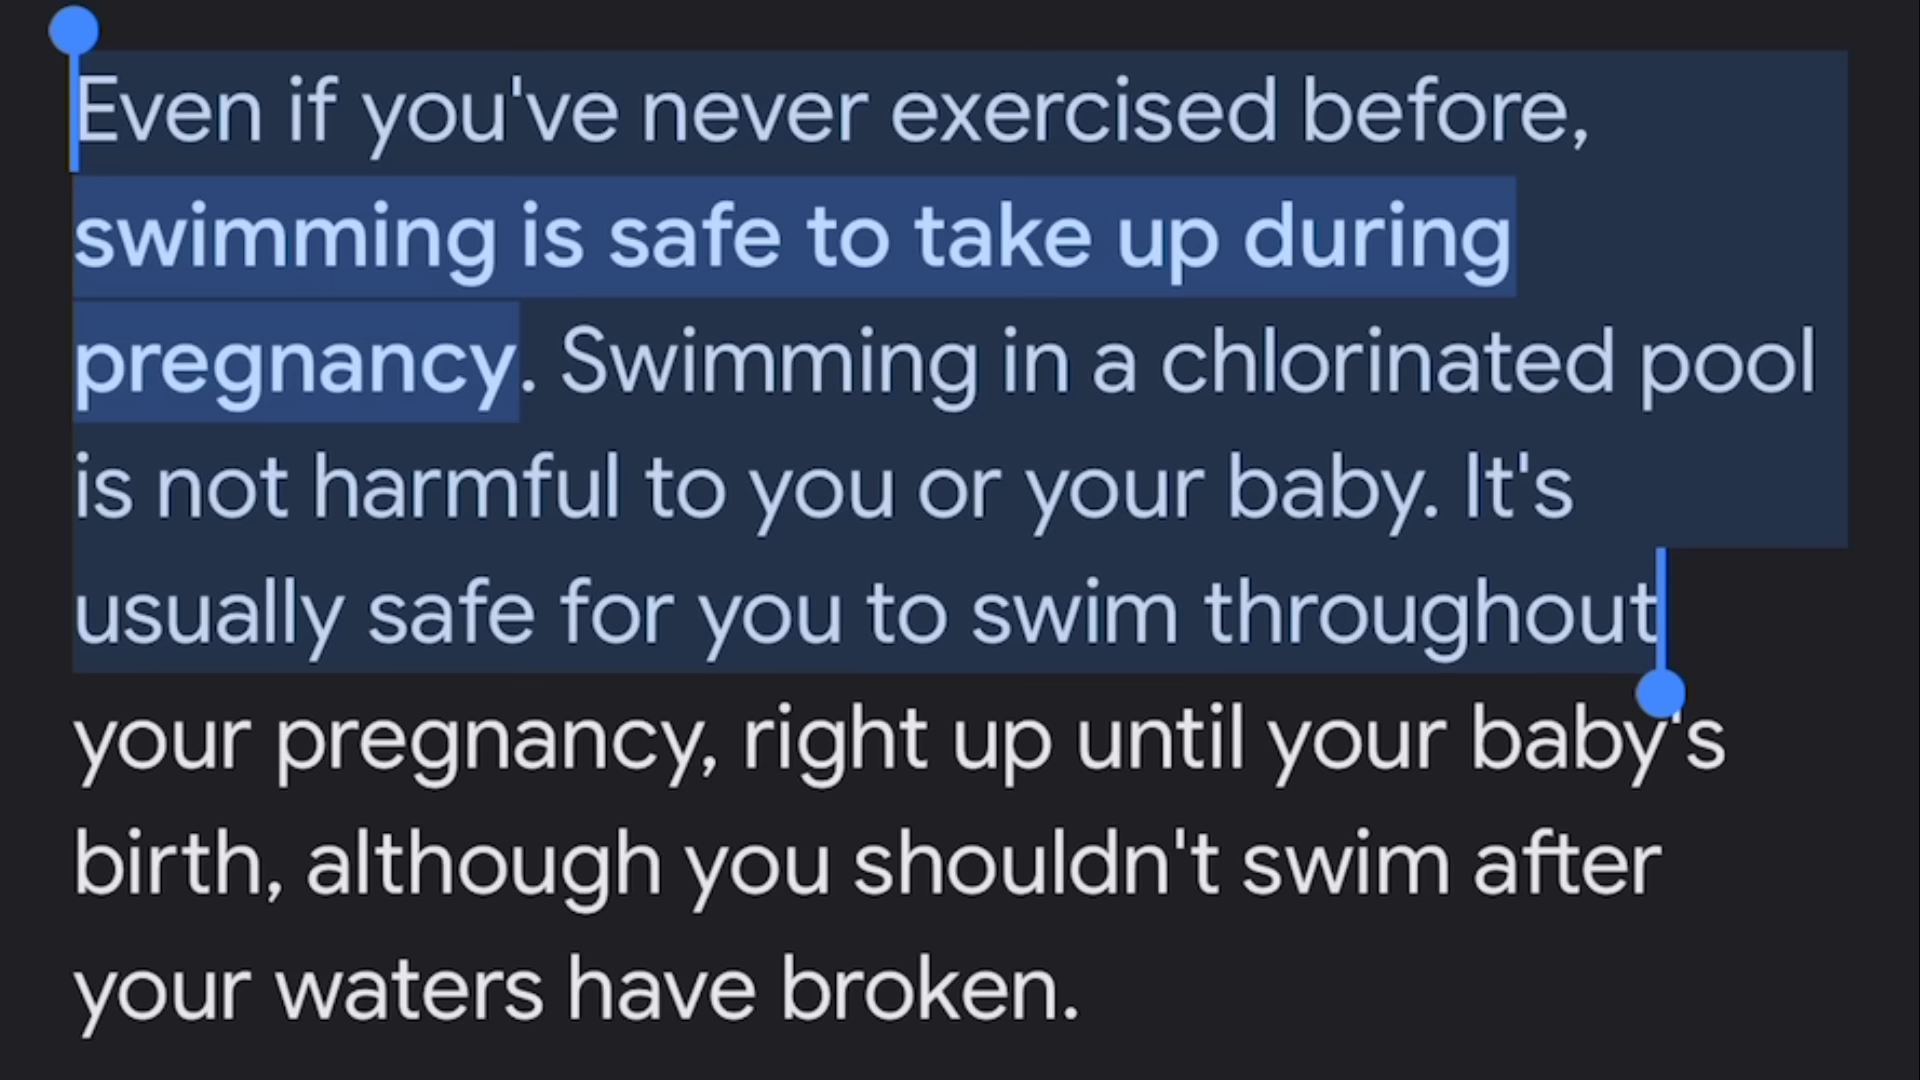 Even if you've never exercised before,
swimming is safe to take up during
pregnancy. Swimming in a chlorinated pool
is not harmful to you or your baby. It's
usually safe for you to swim throughout
your pregnancy, right up until your baby's
birth, although you shouldn't swim after
your waters have broken.